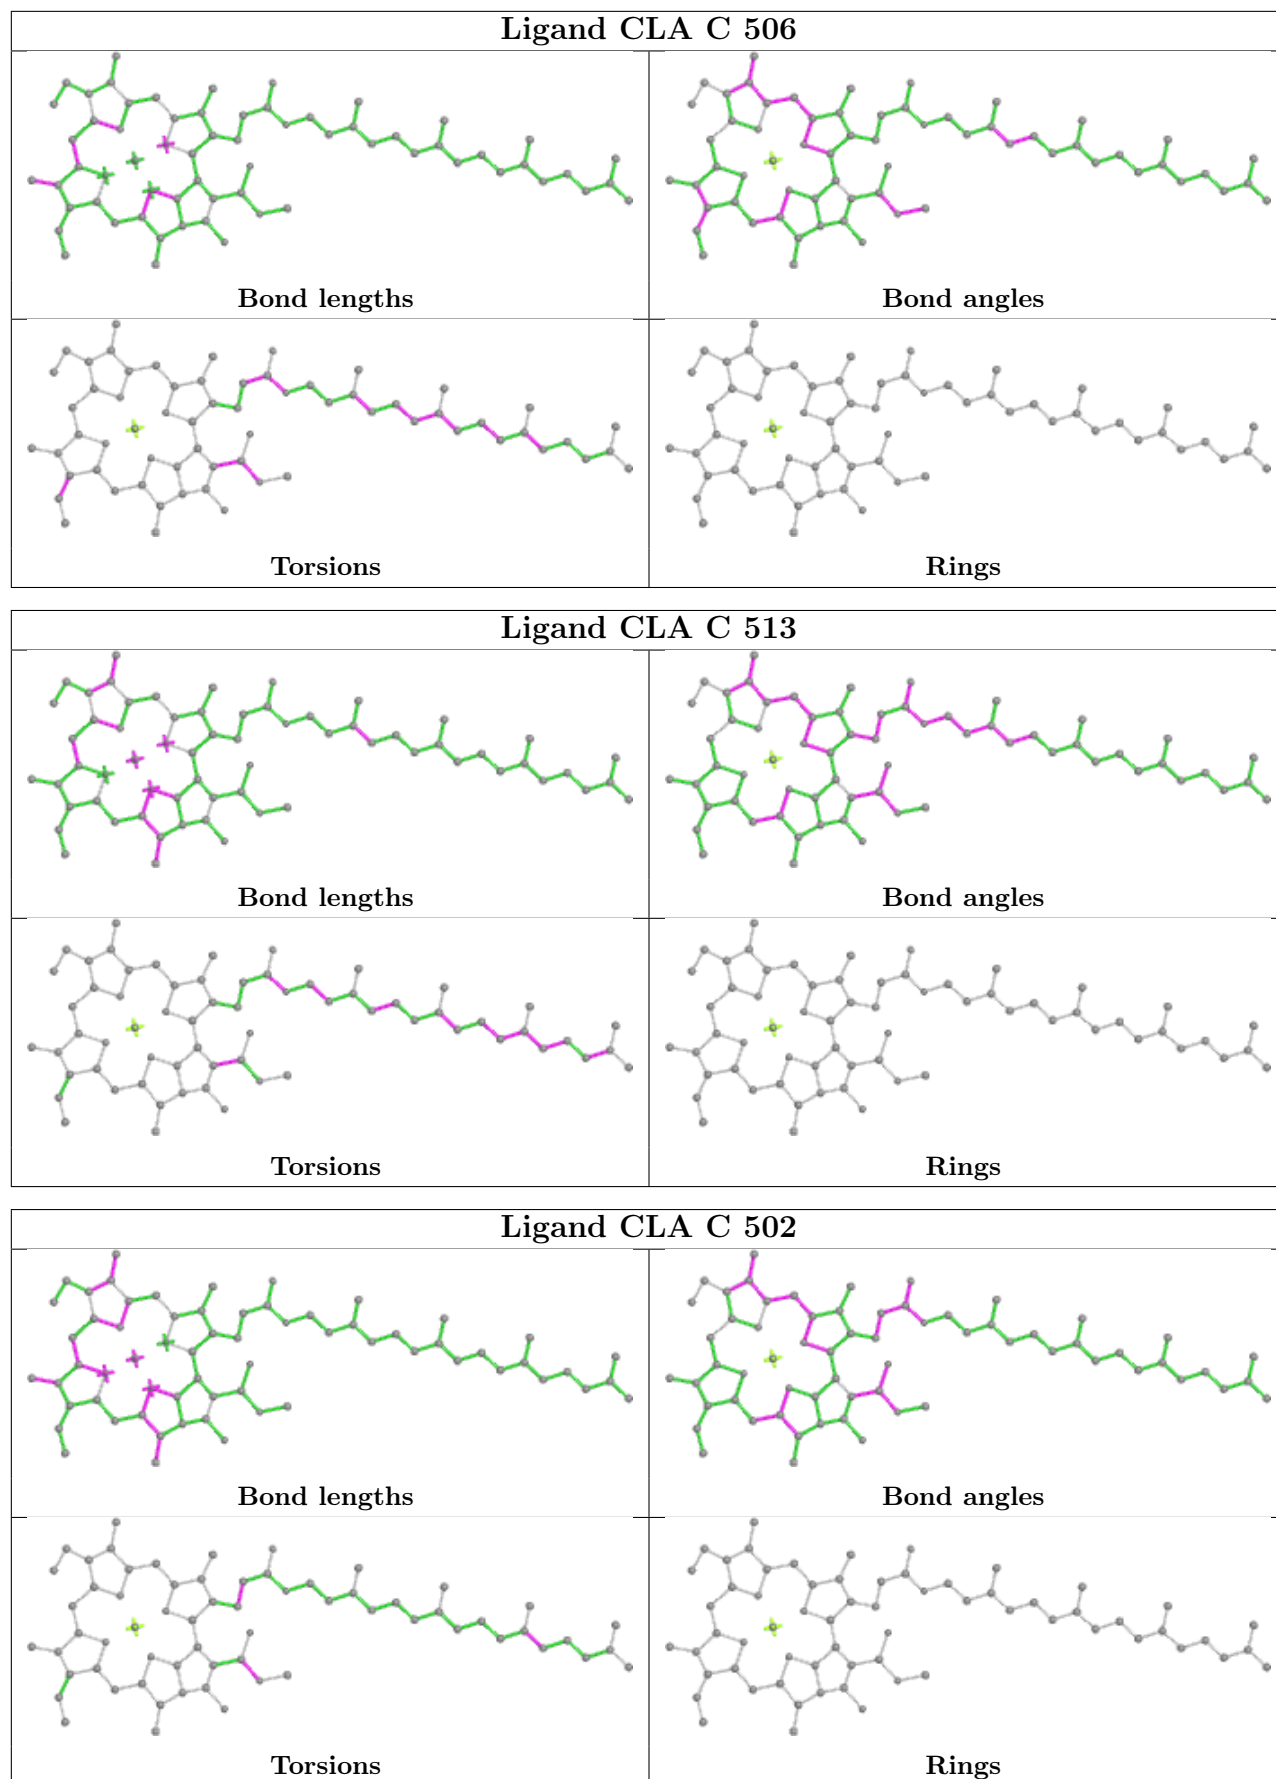 Ligand CLA C 506
Bond lengths
Bond angles
Torsions
Rings
Ligand CLA C 513
Bond lengths
Bond angles
Torsions
Rings
Ligand CLA C 502
Bond lengths
Bond angles
Torsions
Rings